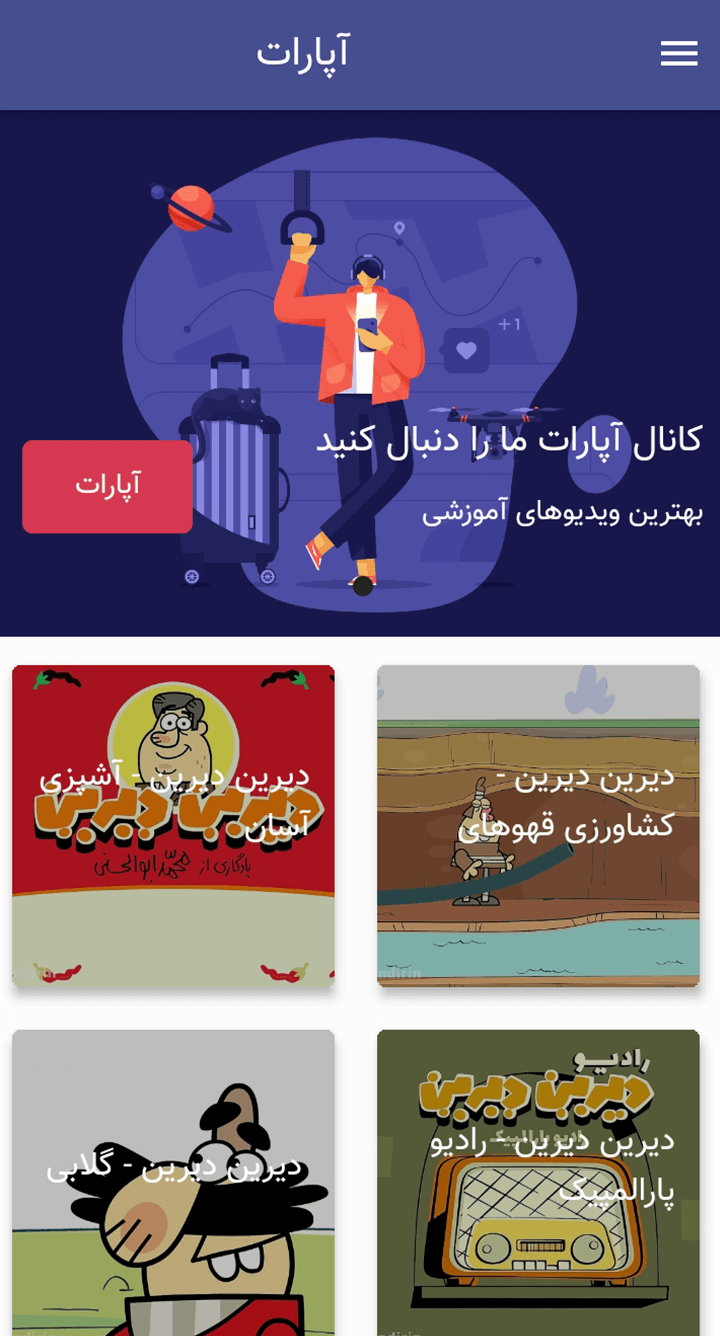 آپارات
+1
کانال آپارات ما را دنبال کنید
بهترین ویدیوهای آموزشی
آپارات
دیرین دیرین -
کشاورزی قهوهای
دیرین دیرین - آشپزی
آسان
دیرین دیرین
یادگاری از محمد ابوالحسنی
ndirin
رادیو
دیرین دیرین
دیرین دیرین - رادیو
پارالمپیک
دیرین دیرین - گلابی